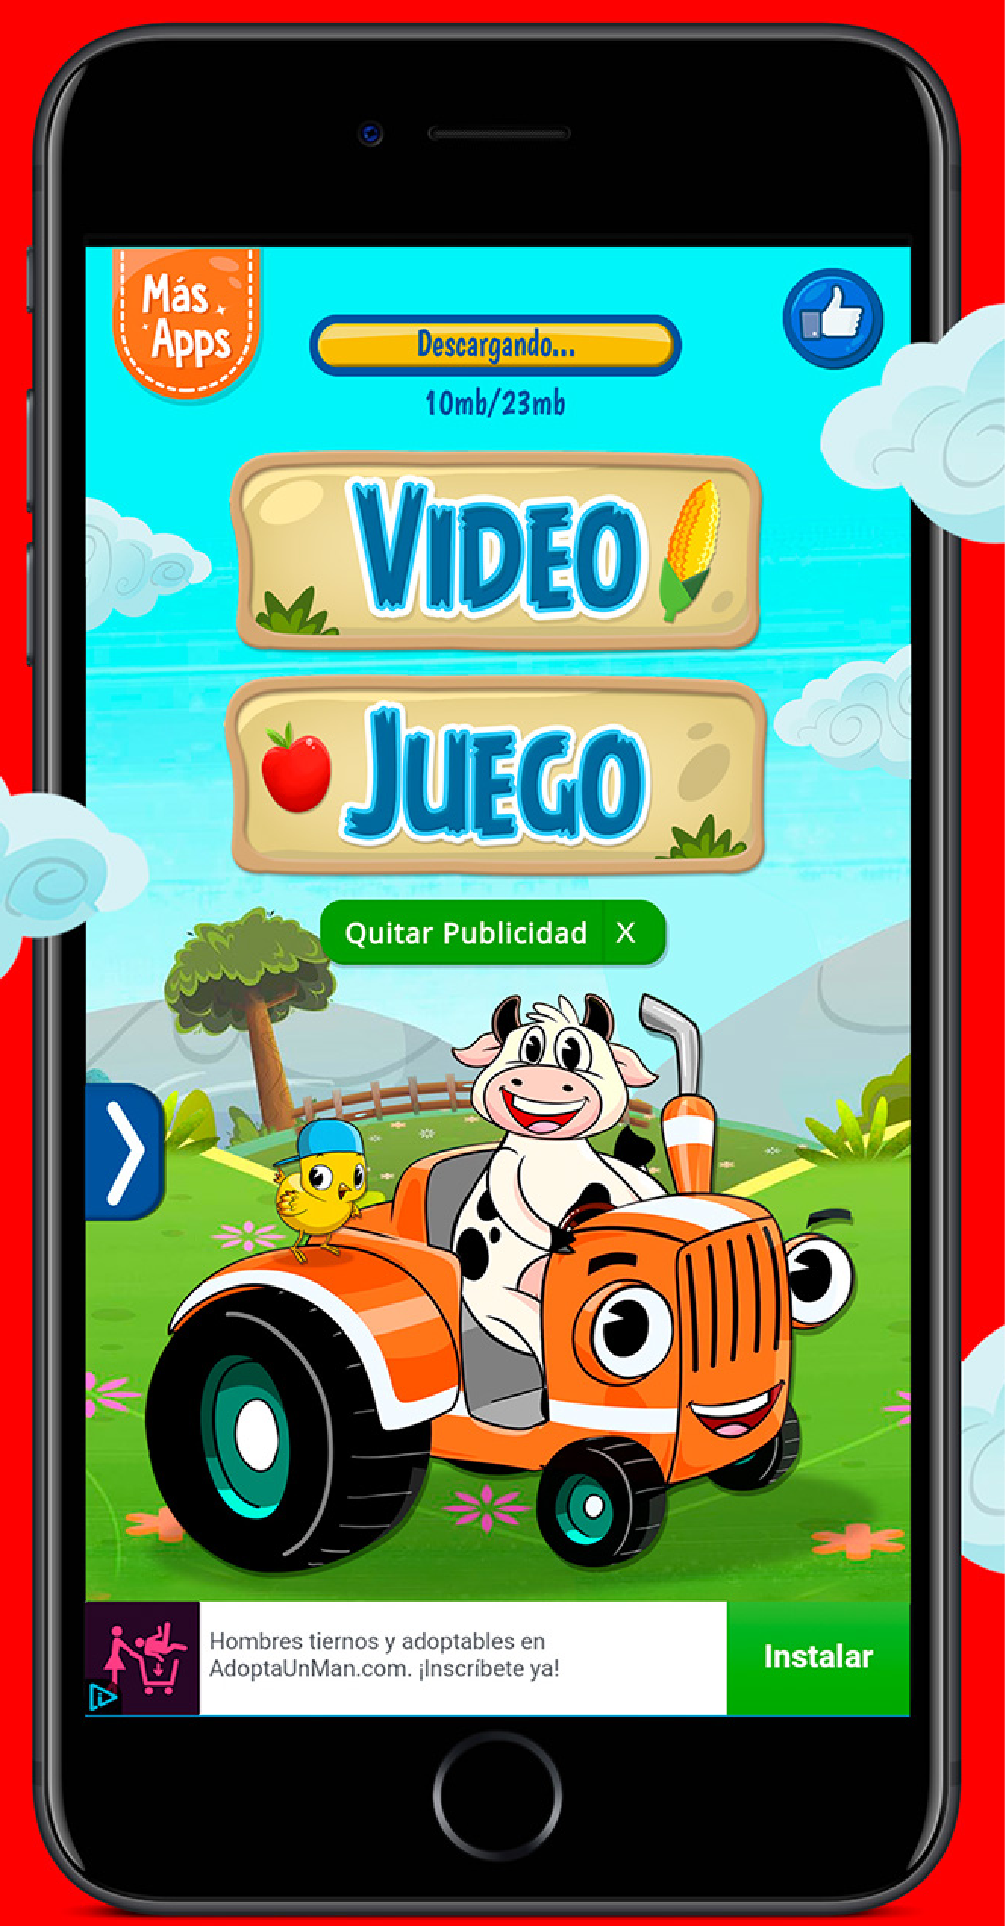 Más
Apps
Descargando...
10mb/23mb
VIDEO
JUEGO
Quitar Publicidad X
Hombres tiernos y adoptables en
AdoptaUnMan.com. ¡Inscríbete ya!
Instalar